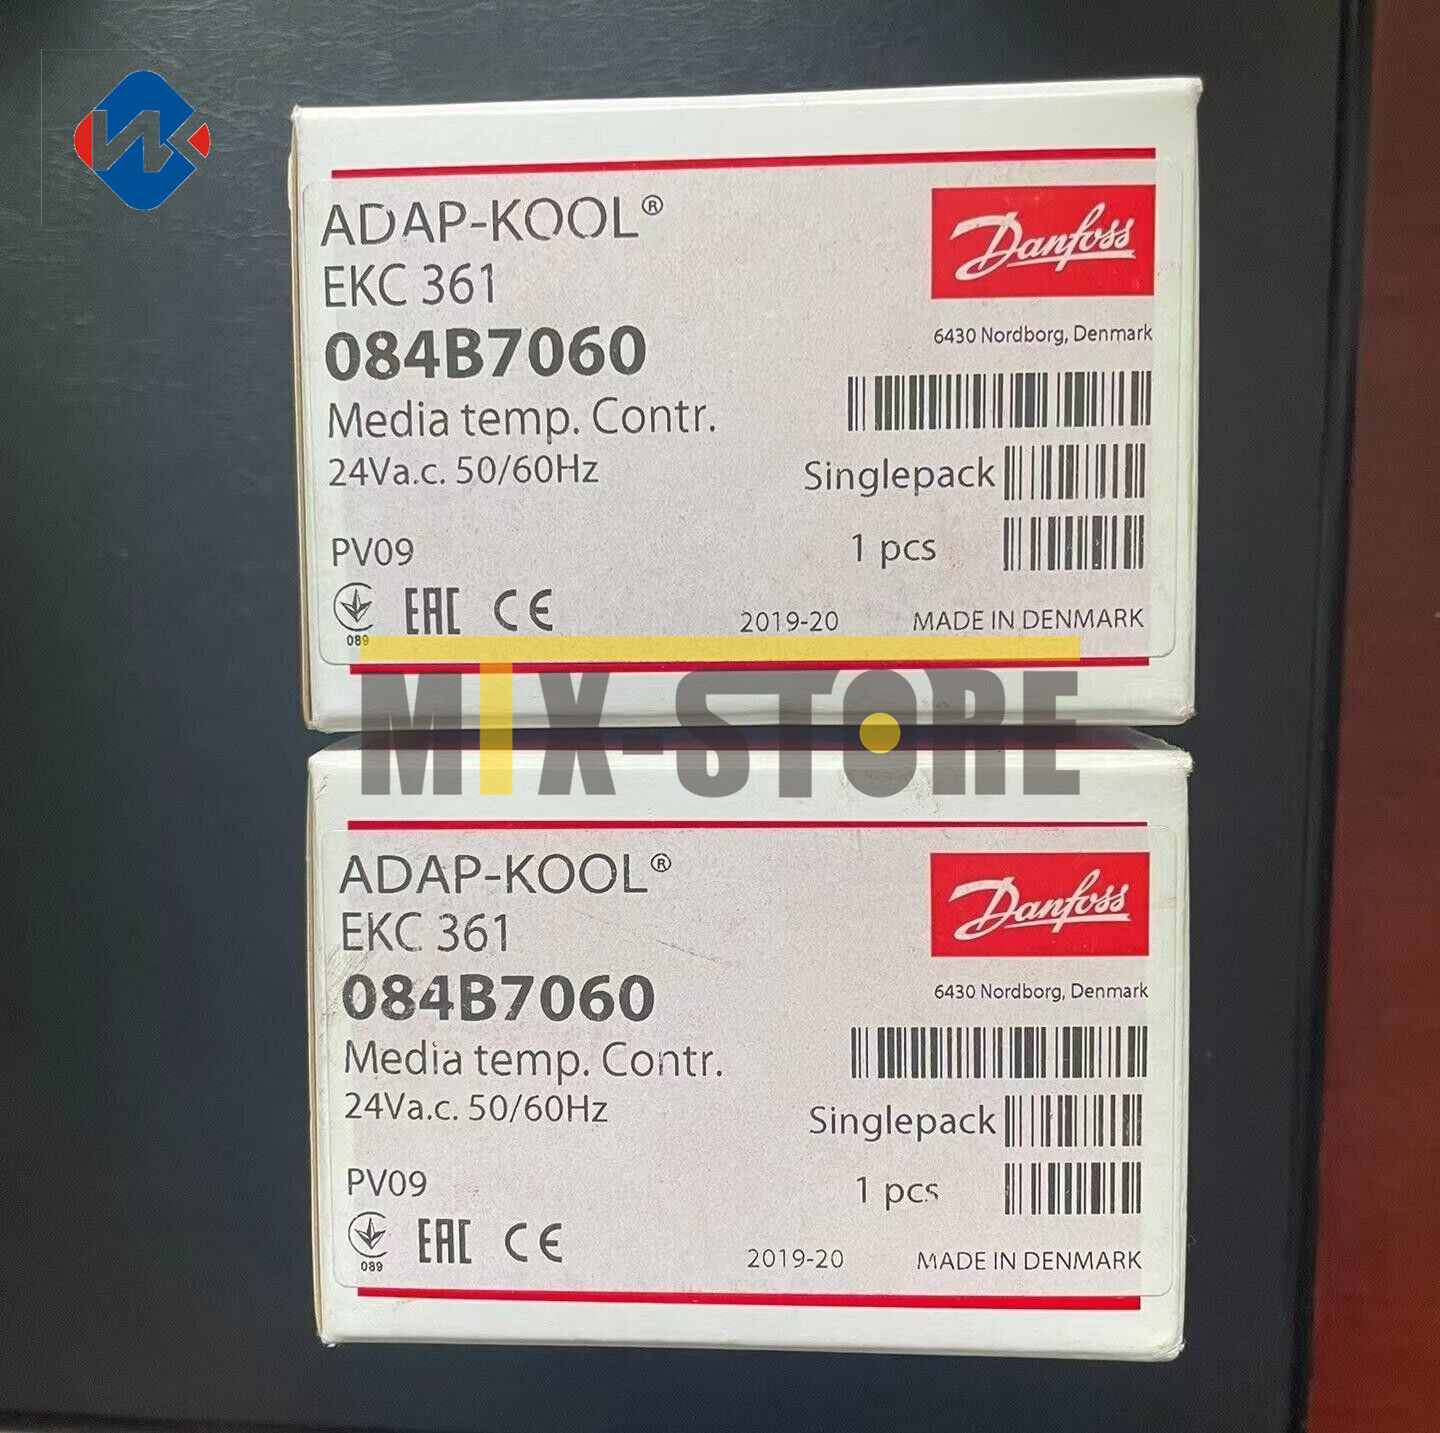 ADAP-KOOL®
EKC 361
084B7060
Media temp. Contr.
24Va.c. 50/60Hz
PV09
089
EAC CE
Danfoss
6430 Nordborg, Denmark
Singlepack
1 pcs
2019-20 MADE IN DENMARK
MIX-STORE
ADAP-KOOL®
EKC 361
084B7060
Media temp. Contr.
24Va.c. 50/60Hz
PV09
089
EAC CE
Danfoss
6430 Nordborg, Denmark
Singlepack
1 pcs
2019-20 MADE IN DENMARK